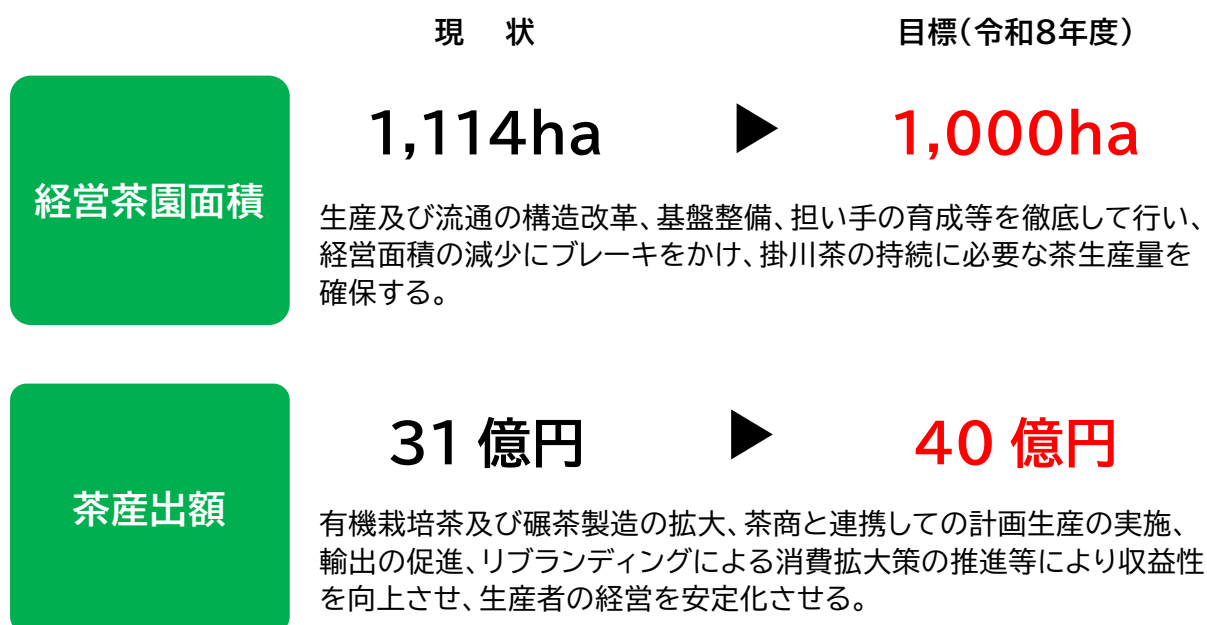 現 状
目標(令和8年度)
経営茶園面積
1,114ha ▶ 1,000ha
生産及び流通の構造改革、基盤整備、担い手の育成等を徹底して行い、
経営面積の減少にブレーキをかけ、掛川茶の持続に必要な茶生産量を
確保する。
茶産出額
31 億円 ▶ 40 億円
有機栽培茶及び碾茶製造の拡大、茶商と連携しての計画生産の実施、
輸出の促進、リブランディングによる消費拡大策の推進等により収益性
を向上させ、生産者の経営を安定化させる。